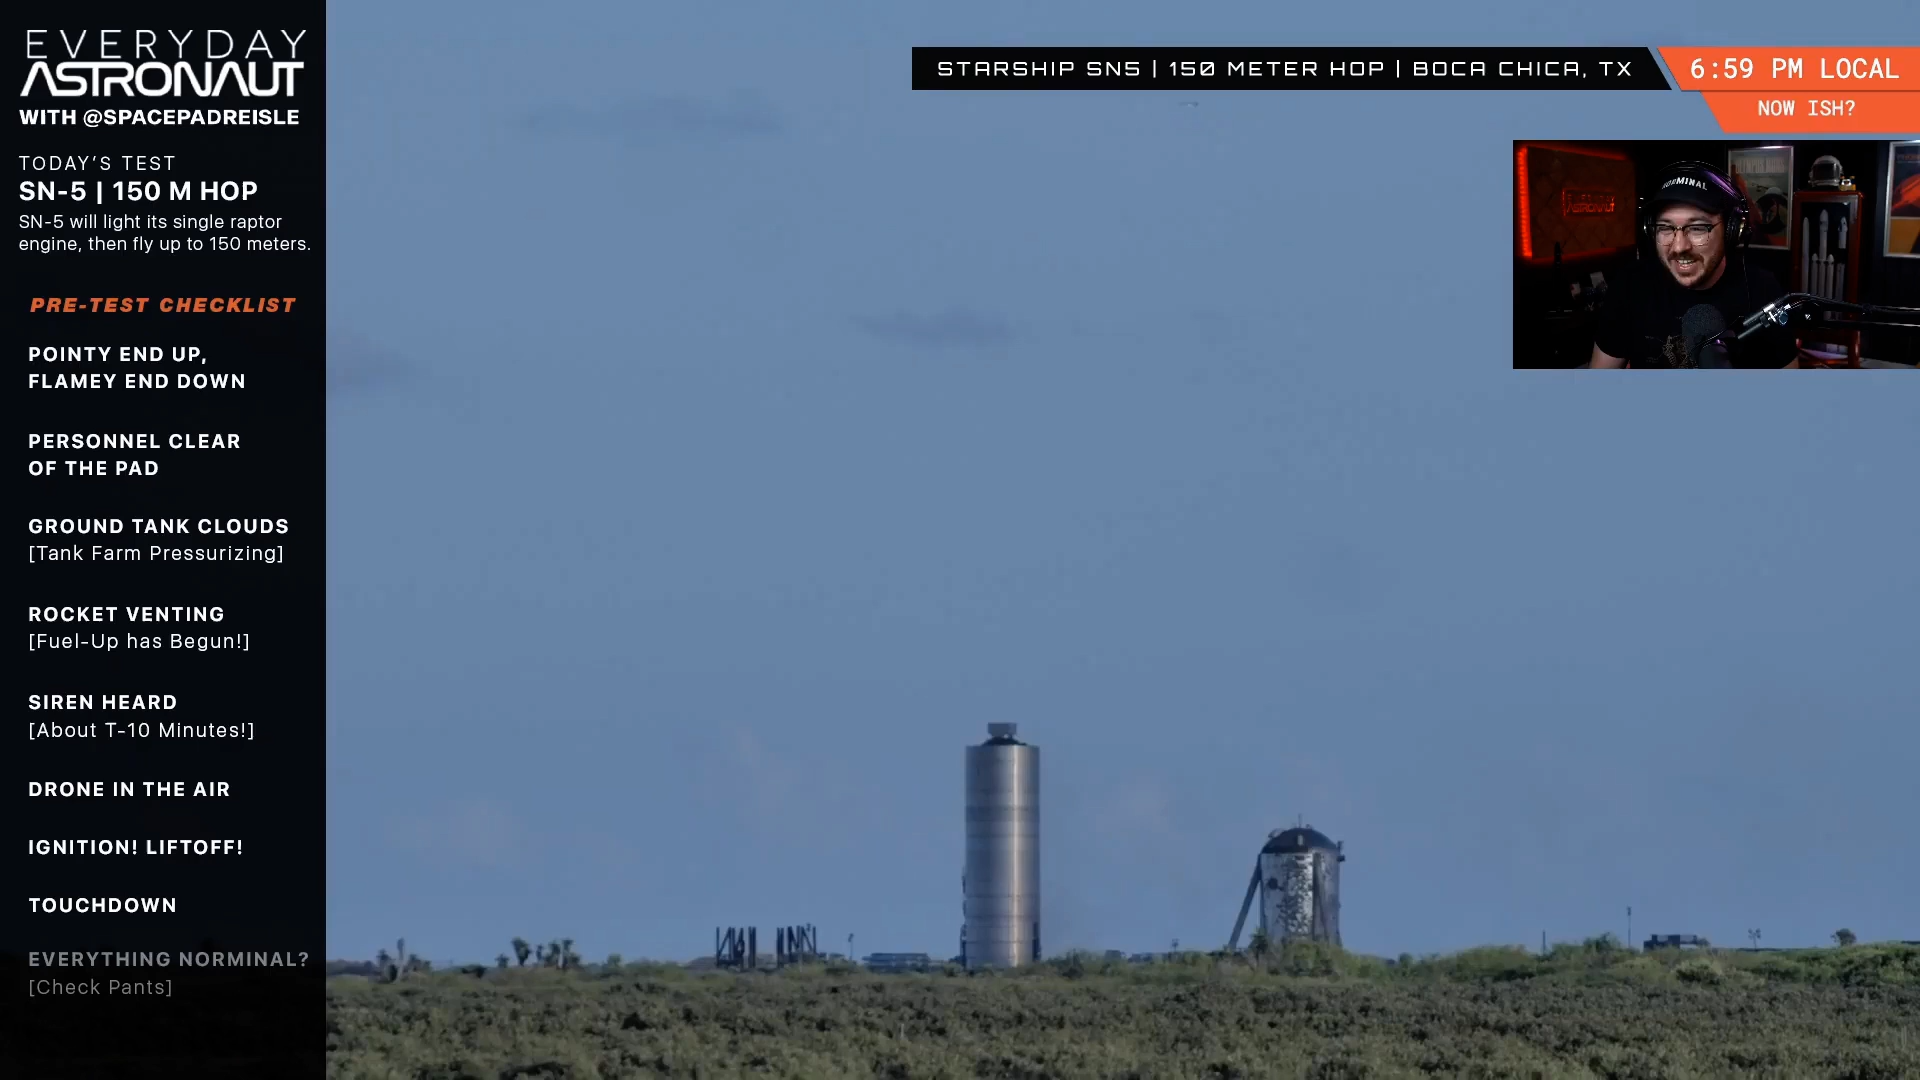 EVERYDAY
ASTRONAUT
WITH @SPACEPADREISLE
TODAY'S TEST
SN-5 | 150 M HOP
SN-5 will light its single raptor
engine, then fly up to 150 meters.
PRE-TEST CHECKLIST
POINTY END UP,
FLAMEY END DOWN
PERSONNEL CLEAR
OF THE PAD
GROUND TANK CLOUDS
[Tank Farm Pressurizing]
ROCKET VENTING
[Fuel-Up has Begun!]
SIREN HEARD
[About T-10 Minutes!]
DRONE IN THE AIR
IGNITION! LIFTOFF!
TOUCHDOWN
EVERYTHING NORMINAL?
[Check Pants]
STARSHIP SN5 | 150 METER HOP | BOCA CHICA, TX
6:59 PM LOCAL
NOW ISH?
NORMINAL
ASTRONAUT